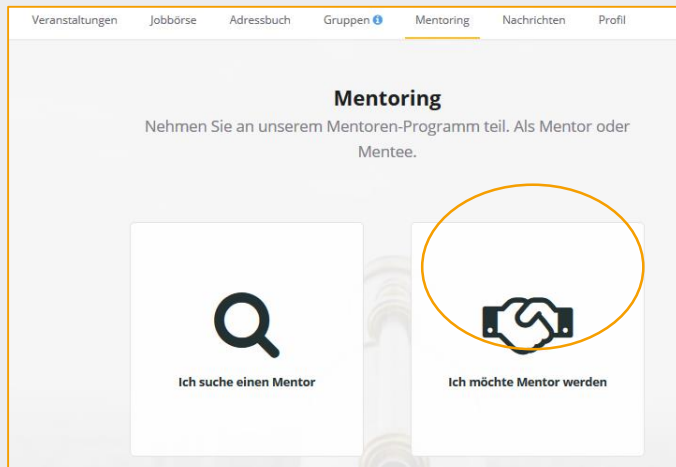 Veranstaltungen Jobbörse Adressbuch Gruppen Mentoring Nachrichten Profil
Mentoring
Nehmen Sie an unserem Mentoren-Programm teil. Als Mentor oder
Mentee.
Ich suche einen Mentor Ich möchte Mentor werden